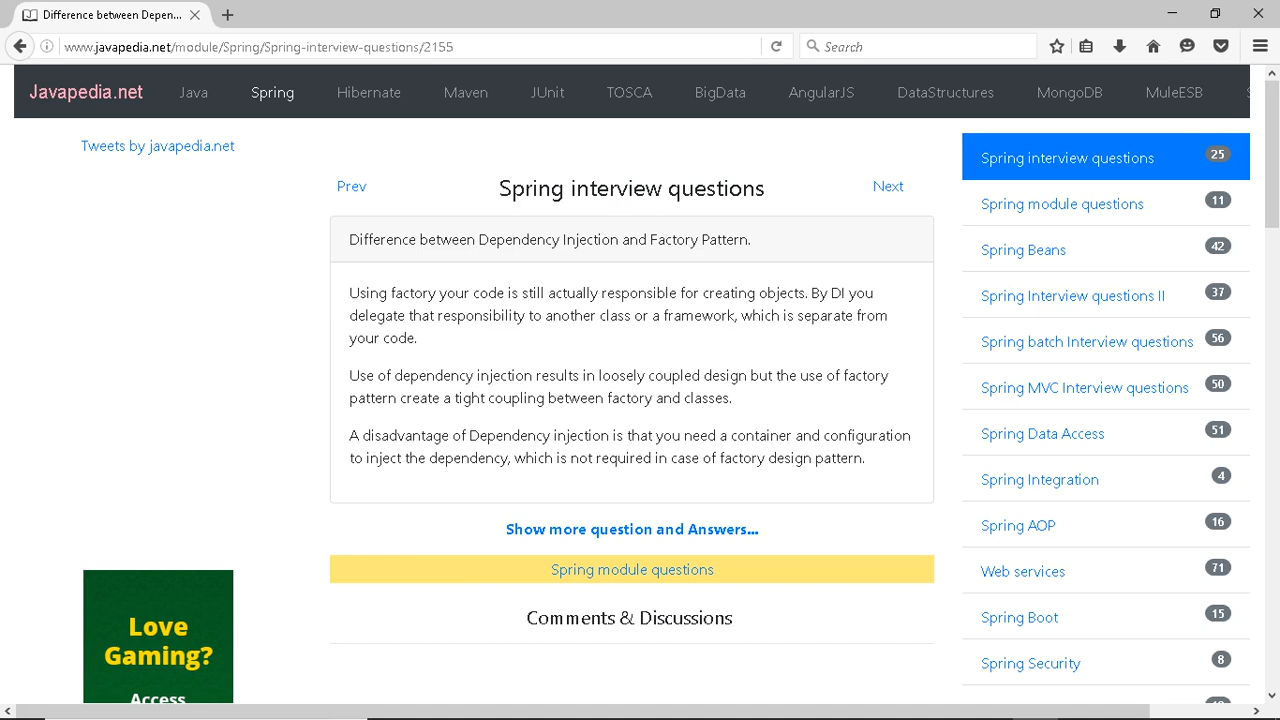 Difference between Depen...
www.javapedia.net/module/Spring/Spring-interview-questions/2155
Search
Javapedia.net Java Spring Hibernate Maven JUnit TOSCA BigData AngularJS DataStructures MongoDB MuleESB
Tweets by javapedia.net
Prev
Spring interview questions
Next
Difference between Dependency Injection and Factory Pattern.
Using factory your code is still actually responsible for creating objects. By DI you
delegate that responsibility to another class or a framework, which is separate from
your code.
Use of dependency injection results in loosely coupled design but the use of factory
pattern create a tight coupling between factory and classes.
A disadvantage of Dependency injection is that you need a container and configuration
to inject the dependency, which is not required in case of factory design pattern.
Show more question and Answers...
Spring module questions
Comments & Discussions
Spring interview questions 25
Spring module questions 11
Spring Beans 42
Spring Interview questions II 37
Spring batch Interview questions 56
Spring MVC Interview questions 50
Spring Data Access 51
Spring Integration 4
Spring AOP 16
Web services 71
Spring Boot 15
Spring Security 8
Love
Gaming?
Access